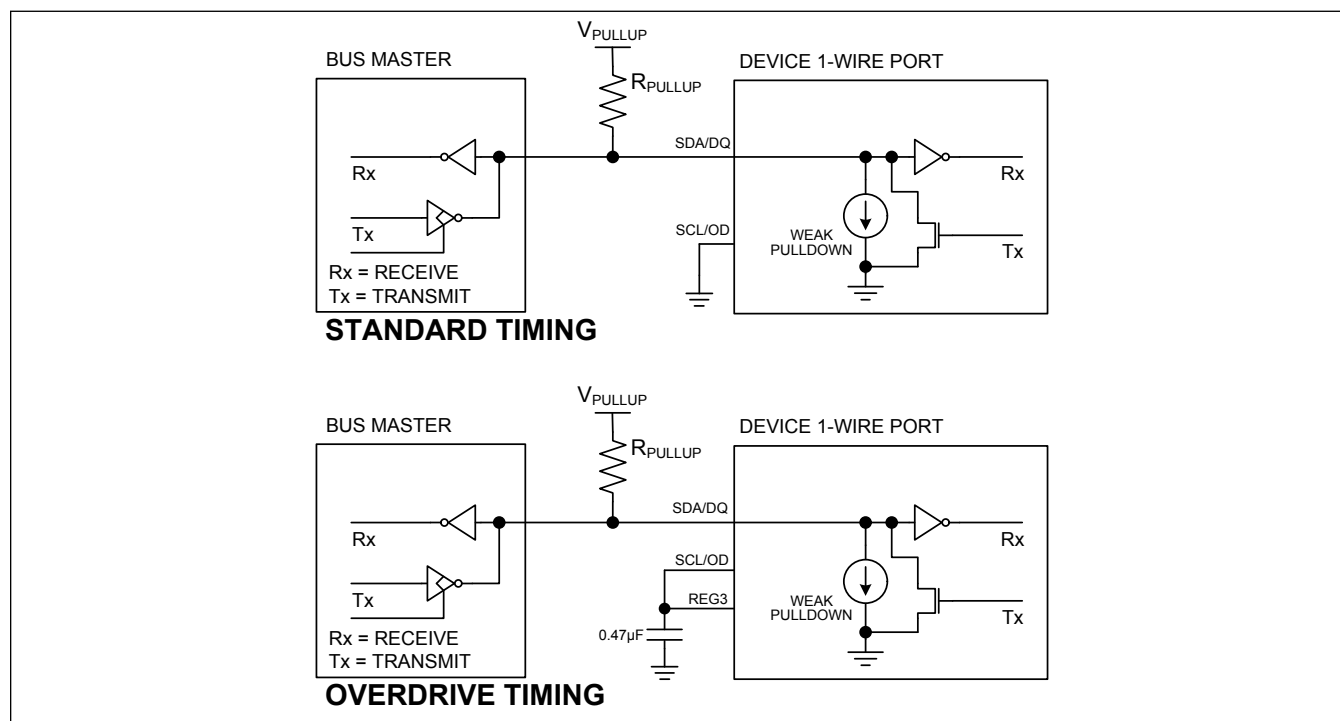 VPULLUP
BUS MASTER
DEVICE 1-WIRE PORT
RPULLUP
SDA/DQ
Rx
Rx
Tx
SCL/OD
WEAK
PULLDOWN
Tx
Rx = RECEIVE
Tx = TRANSMIT
STANDARD TIMING
VPULLUP
BUS MASTER
DEVICE 1-WIRE PORT
RPULLUP
SDA/DQ
Rx
Rx
SCL/OD
Tx
REG3
WEAK
PULLDOWN
Tx
0.47µF
Rx = RECEIVE
Tx = TRANSMIT
OVERDRIVE TIMING